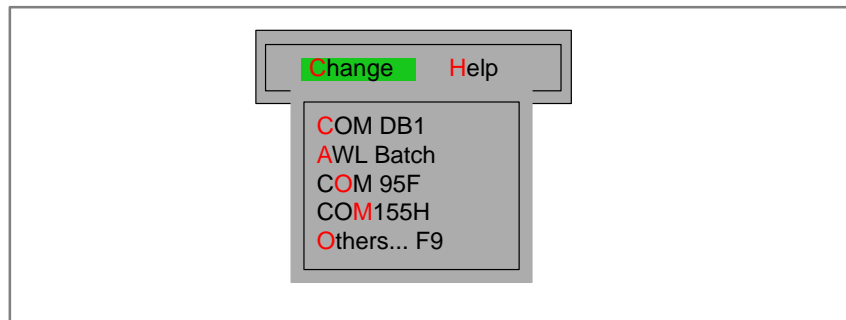 Change Help
COM DB1
AWL Batch
COM 95F
COM155H
Others... F9